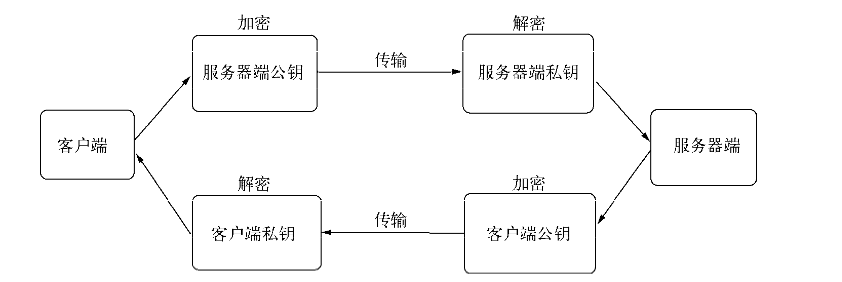 加密
解密
服务器端公钥
传输
服务器端私钥
客户端
服务器端
解密
加密
客户端私钥
传输
客户端公钥